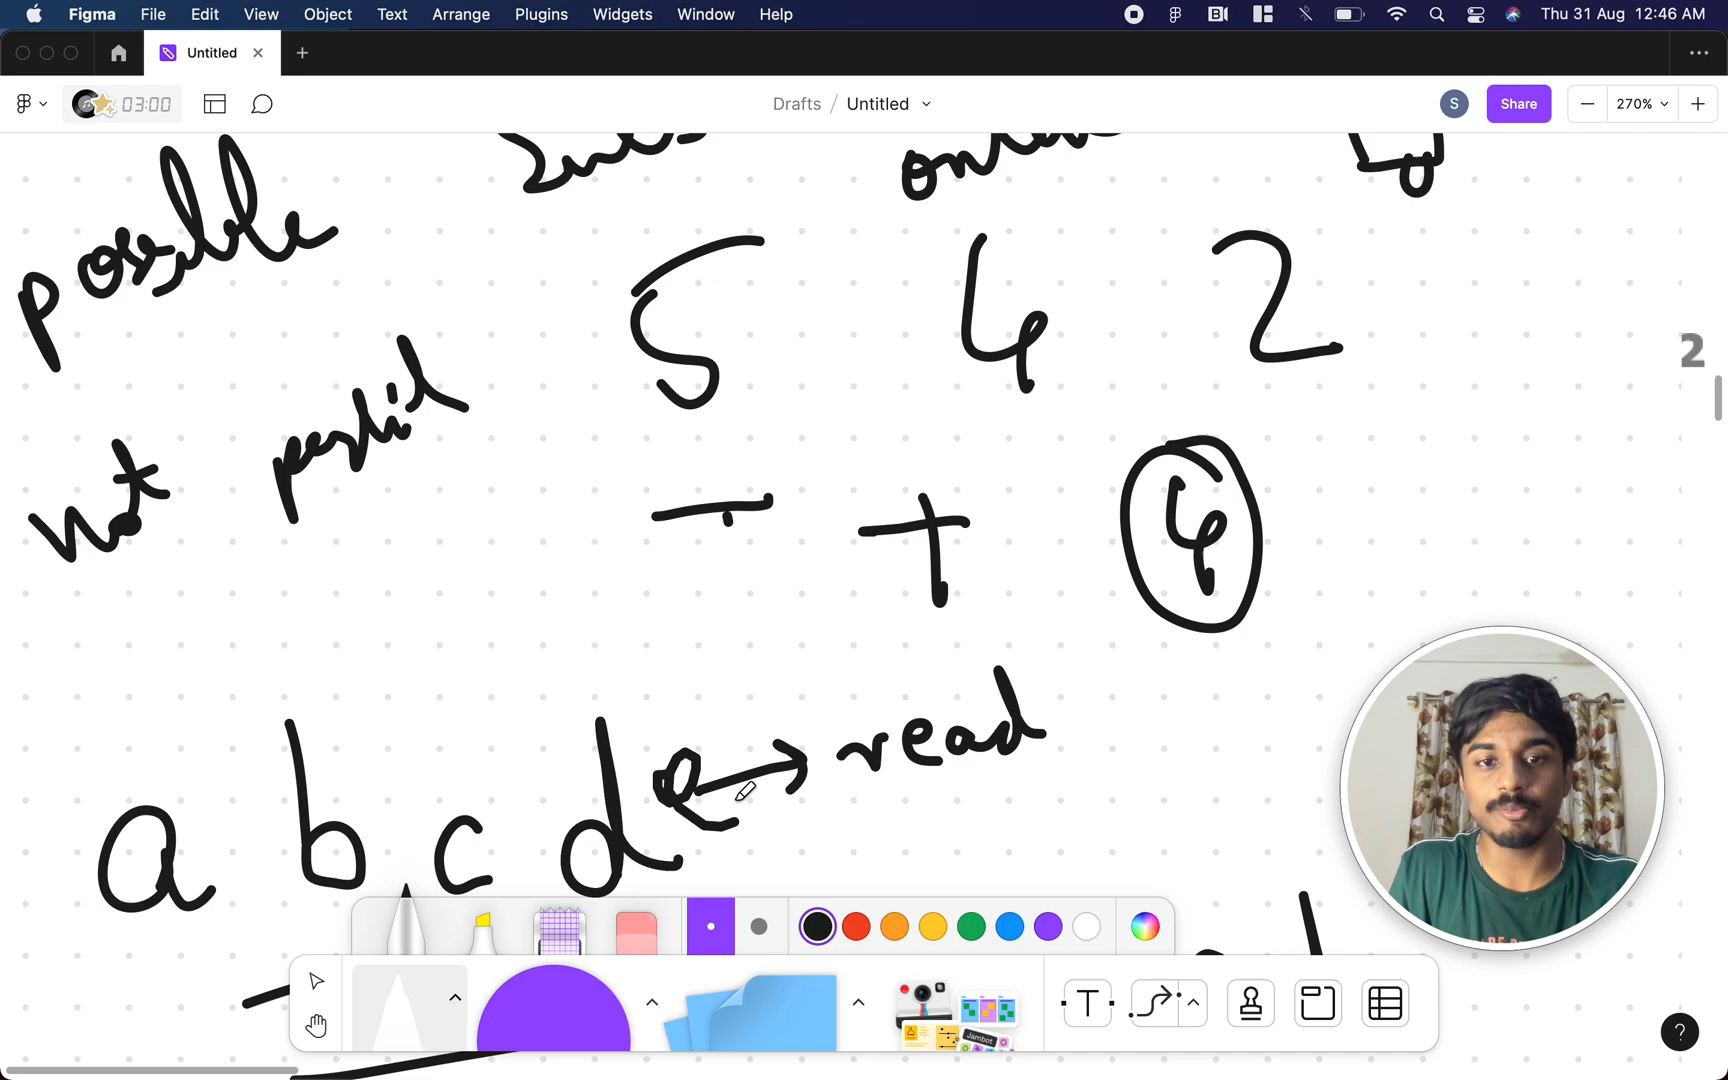 Figma File Edit View Object Text Arrange Plugins Widgets Window Help Thu 31 Aug 12:46 AM
Untitled
03:00 Drafts / Untitled S Share 270%
possible
5 4 2
2
not
- + 4
a b c d e → read
T
Jambot
?